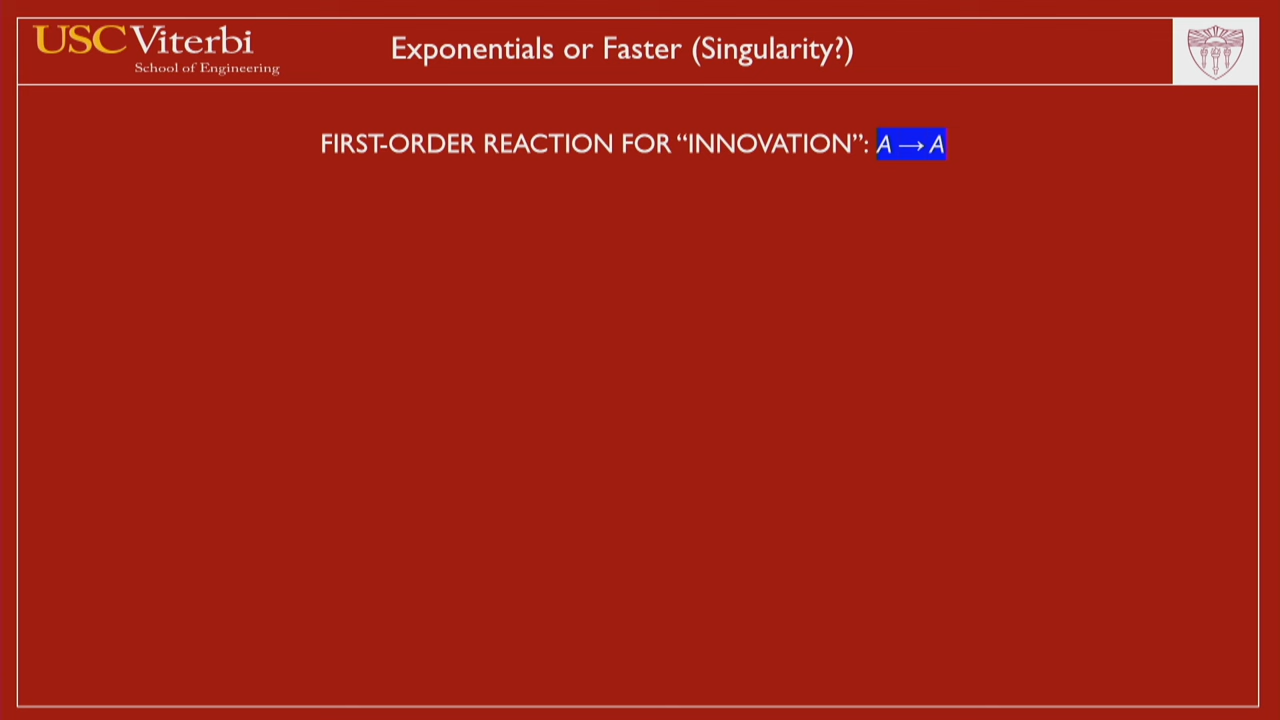 USC Viterbi
School of Engineering
Exponentials or Faster (Singularity?)
FIRST-ORDER REACTION FOR “INNOVATION”: A → A